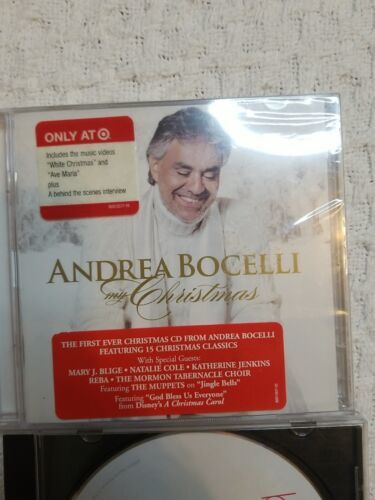 ONLY AT
Includes the music videos
"White Christmas" and
"Ave Maria"
plus
A behind the scenes interview
ANDREA BOCELLI
my Christmas
THE FIRST EVER CHRISTMAS CD FROM ANDREA BOCELLI
FEATURING 15 CHRISTMAS CLASSICS
With Special Guests:
MARY J. BLIGE • NATALIE COLE • KATHERINE JENKINS
REBA • THE MORMON TABERNACLE CHOIR
Featuring THE MUPPETS on "Jingle Bells"
Featuring "God Bless Us Everyone"
from Disney's A Christmas Carol